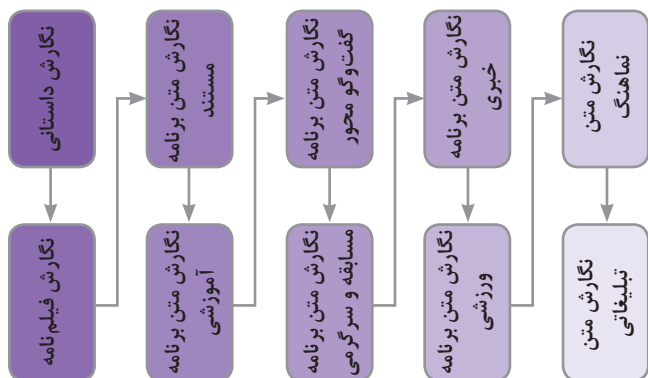 نگارش داستانی
نگارش فیلم‌نامه
نگارش متن برنامه
مستند
نگارش متن برنامه
آموزشی
نگارش متن برنامه
گفت‌وگو محور
نگارش متن برنامه
مسابقه و سرگرمی
نگارش متن برنامه
خبری
نگارش متن برنامه
ورزشی
نگارش متن
نماهنگ
نگارش متن
تبلیغاتی